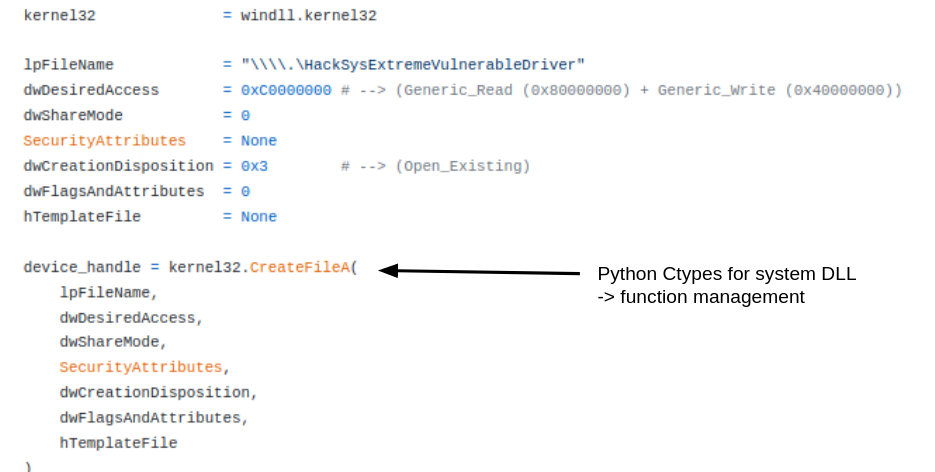 kernel32 = windll.kernel32
lpFileName = "\\\\.\HackSysExtremeVulnerableDriver"
dwDesiredAccess = 0xC0000000 # --> (Generic_Read (0x80000000) + Generic_Write (0x40000000))
dwShareMode = 0
SecurityAttributes = None
dwCreationDisposition = 0x3 # --> (Open_Existing)
dwFlagsAndAttributes = 0
hTemplateFile = None
device_handle = kernel32.CreateFileA(
lpFileName,
dwDesiredAccess,
dwShareMode,
SecurityAttributes,
dwCreationDisposition,
dwFlagsAndAttributes,
hTemplateFile
)
Python Ctypes for system DLL
-> function management